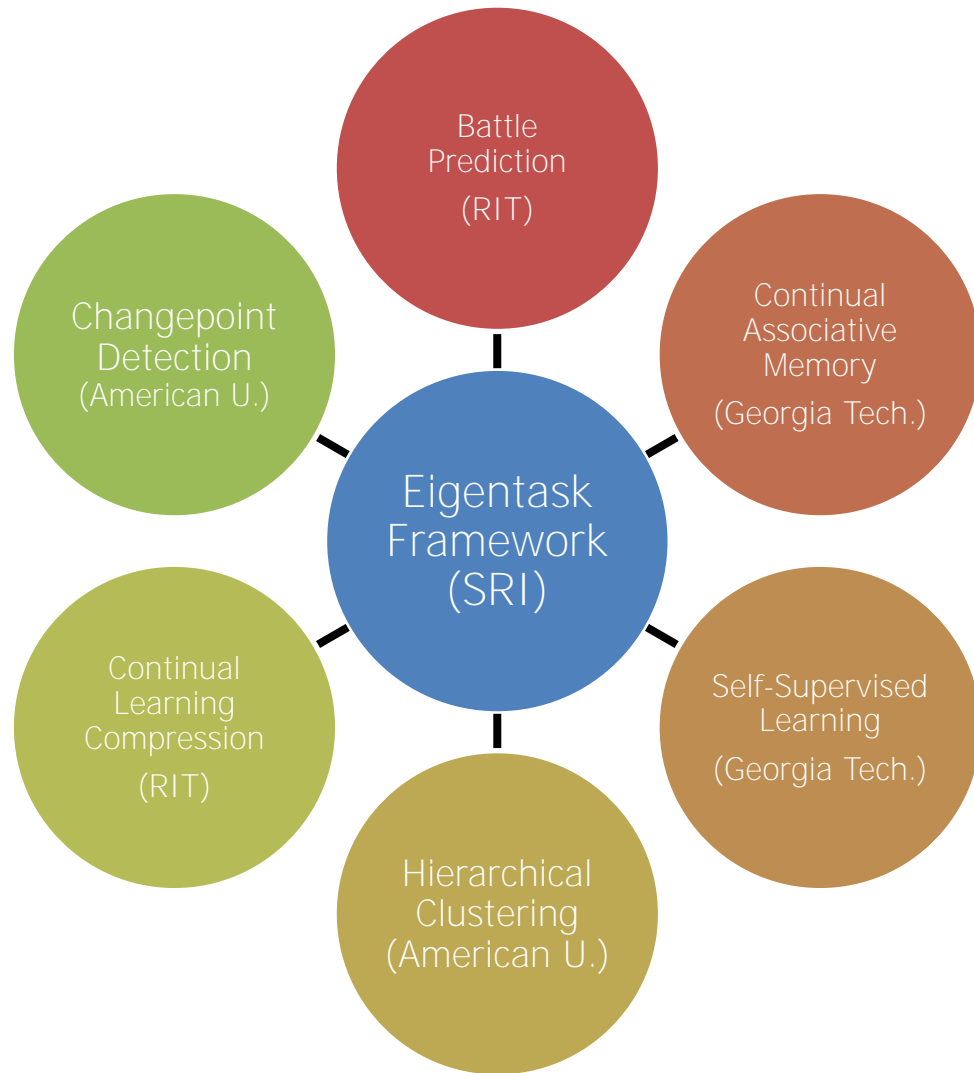 Battle
Prediction
(RIT)
Continual
Associative
Memory
(Georgia Tech.)
Self-Supervised
Learning
(Georgia Tech.)
Hierarchical
Clustering
(American U.)
Continual
Learning
Compression
(RIT)
Changepoint
Detection
(American U.)
Eigentask
Framework
(SRI)